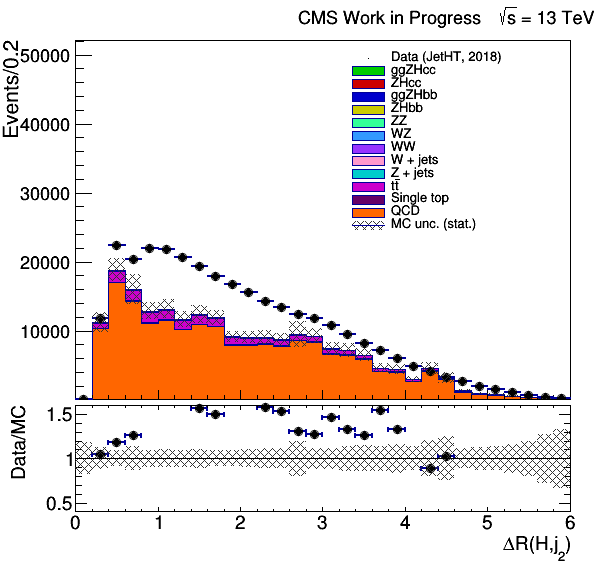 CMS Work in Progress √s = 13 TeV
Events/0.2
50000
40000
30000
20000
10000
Data (JetHT, 2018)
ggZHcc
ZHcc
ggZHbb
ZHbb
ZZ
WZ
WW
W + jets
Z + jets
tt̄
Single top
QCD
MC unc. (stat.)
Data/MC
1.5
1
0.5
0 1 2 3 4 5 6
ΔR(H,j₂)